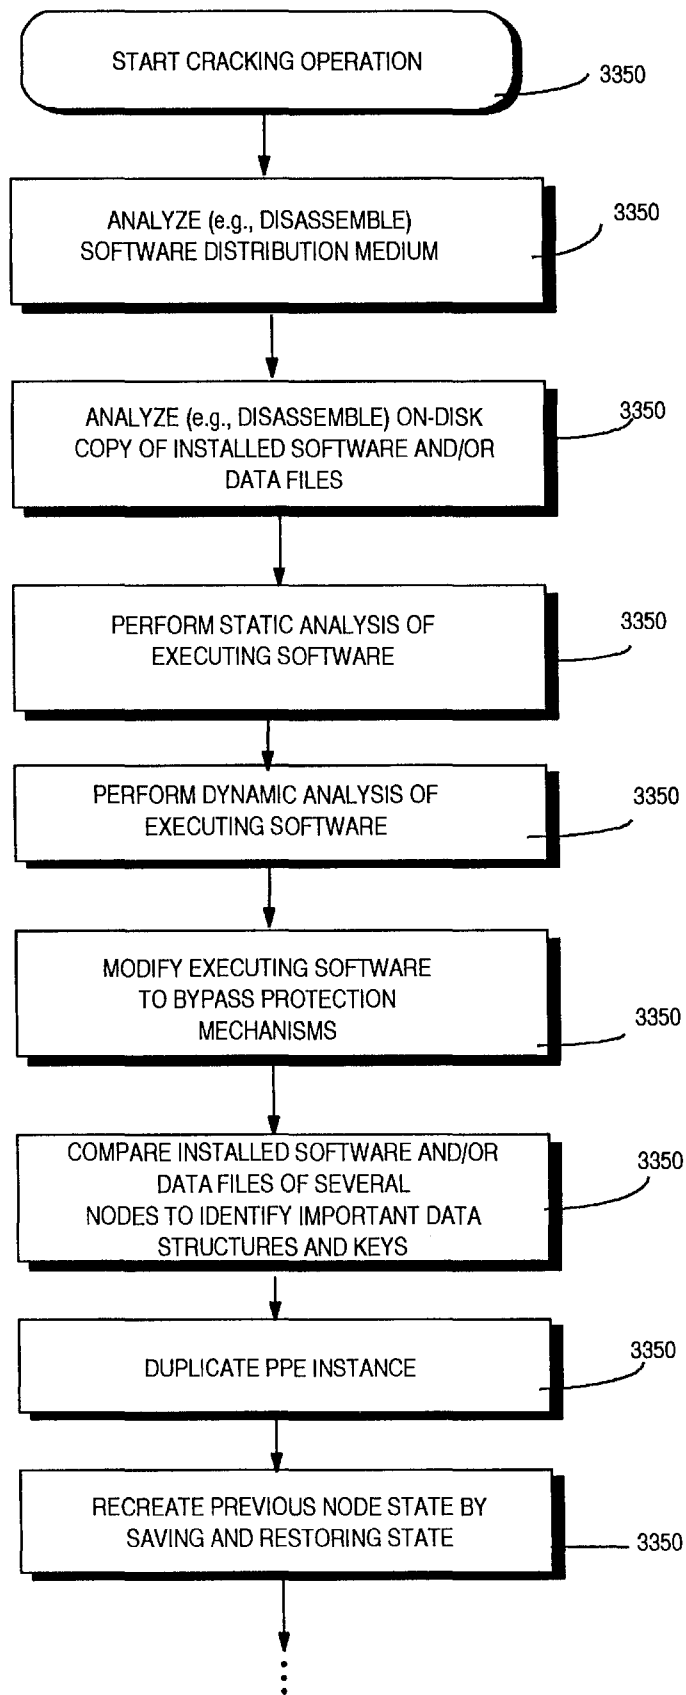 START CRACKING OPERATION
3350
ANALYZE (e.g., DISASSEMBLE)
SOFTWARE DISTRIBUTION MEDIUM
3350
ANALYZE (e.g., DISASSEMBLE) ON-DISK
COPY OF INSTALLED SOFTWARE AND/OR
DATA FILES
3350
PERFORM STATIC ANALYSIS OF
EXECUTING SOFTWARE
3350
PERFORM DYNAMIC ANALYSIS OF
EXECUTING SOFTWARE
3350
MODIFY EXECUTING SOFTWARE
TO BYPASS PROTECTION
MECHANISMS
3350
COMPARE INSTALLED SOFTWARE AND/OR
DATA FILES OF SEVERAL
NODES TO IDENTIFY IMPORTANT DATA
STRUCTURES AND KEYS
3350
DUPLICATE PPE INSTANCE
3350
RECREATE PREVIOUS NODE STATE BY
SAVING AND RESTORING STATE
3350